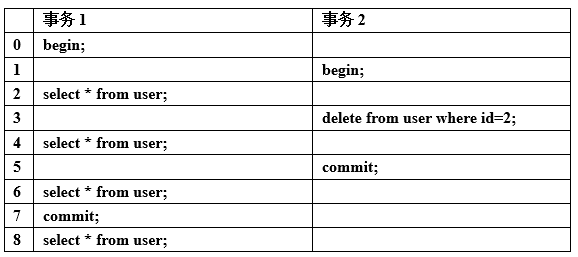 事务1 事务2
0 begin;
1 begin;
2 select * from user;
3 delete from user where id=2;
4 select * from user;
5 commit;
6 select * from user;
7 commit;
8 select * from user;